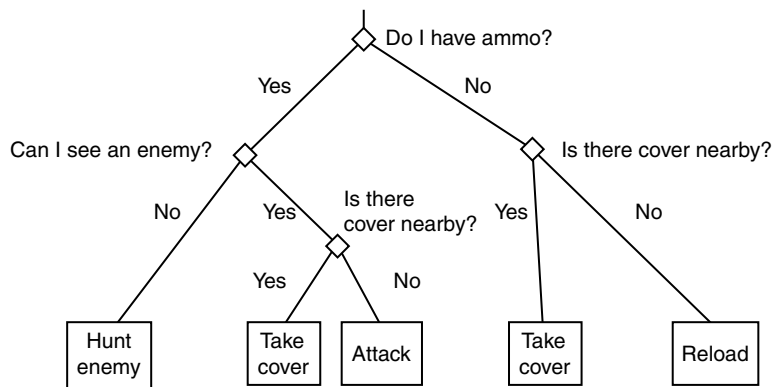 Do I have ammo?
Yes
No
Can I see an enemy?
Is there cover nearby?
No
Yes
Is there
cover nearby?
Yes
No
Yes
No
Hunt
enemy
Take
cover
Attack
Take
cover
Reload